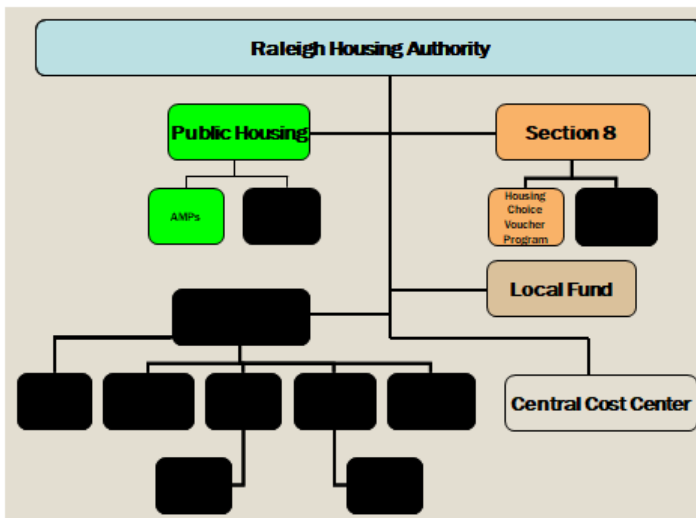 Raleigh Housing Authority
Public Housing
Section 8
AMPs
Housing
Choice
Voucher
Program
Local Fund
Central Cost Center